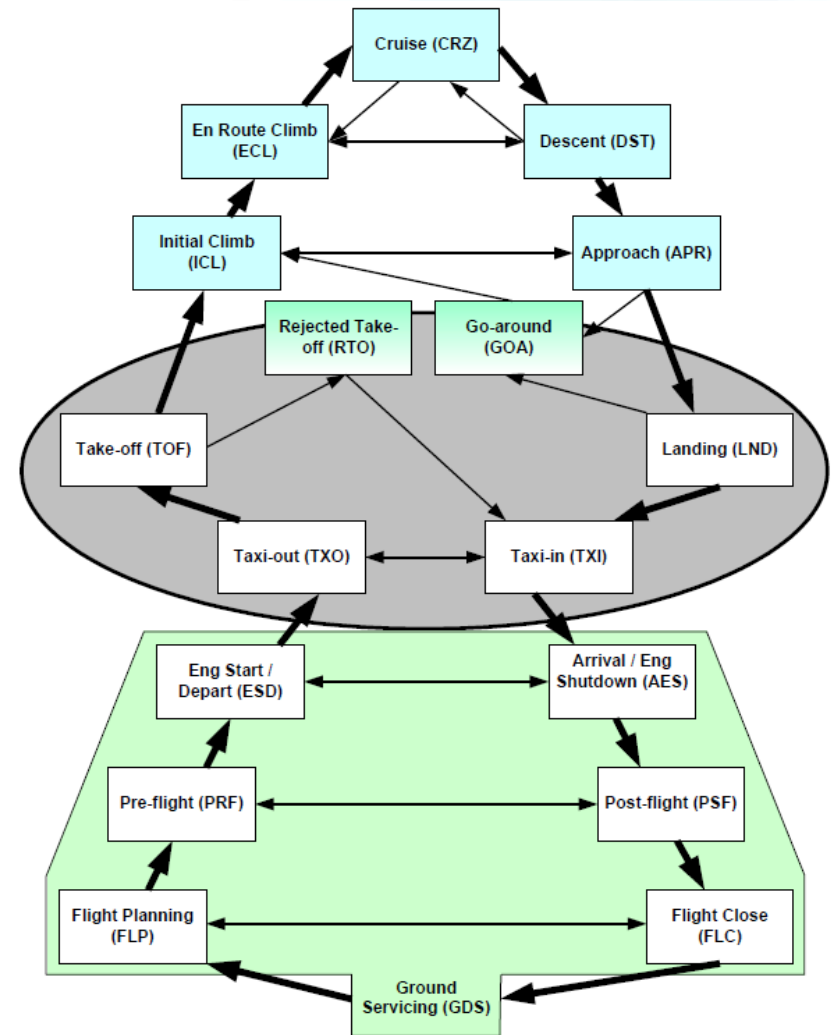 Cruise (CRZ)
En Route Climb
(ECL)
Descent (DST)
Initial Climb
(ICL)
Approach (APR)
Rejected Take-
off (RTO)
Go-around
(GOA)
Take-off (TOF)
Landing (LND)
Taxi-out (TXO)
Taxi-in (TXI)
Eng Start /
Depart (ESD)
Arrival / Eng
Shutdown (AES)
Pre-flight (PRF)
Post-flight (PSF)
Flight Planning
(FLP)
Flight Close
(FLC)
Ground
Servicing (GDS)